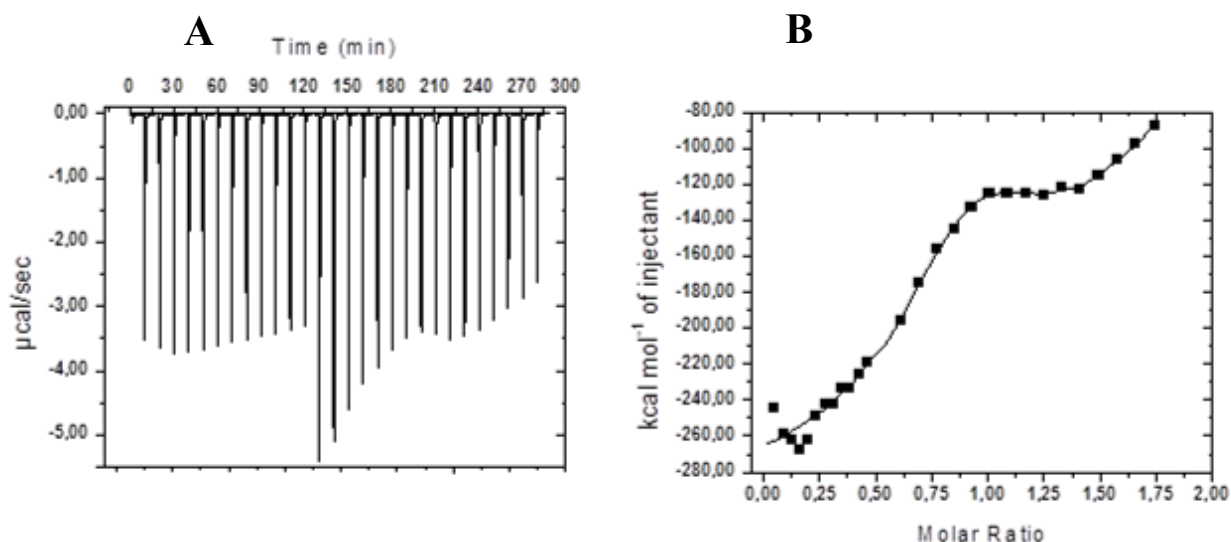 A
Time (min)
0 30 60 90 120 150 180 210 240 270 300
0,00
-1,00
-2,00
-3,00
-4,00
-5,00
µcal/sec
B
-80,00
-100,00
-120,00
-140,00
-160,00
-180,00
-200,00
-220,00
-240,00
-260,00
-280,00
kcal mol⁻¹ of injectant
0,00 0,25 0,50 0,75 1,00 1,25 1,50 1,75 2,00
Molar Ratio